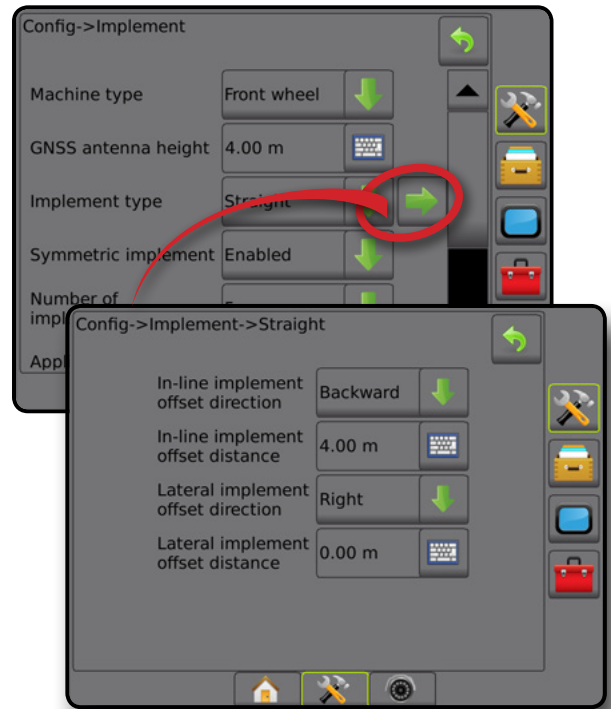 Config->Implement
Machine type Front wheel
GNSS antenna height 4.00 m
Implement type Straight
Symmetric implement Enabled
Number of
Config->Implement->Straight
In-line implement
offset direction Backward
In-line implement
offset distance 4.00 m
Lateral implement
offset direction Right
Lateral implement
offset distance 0.00 m